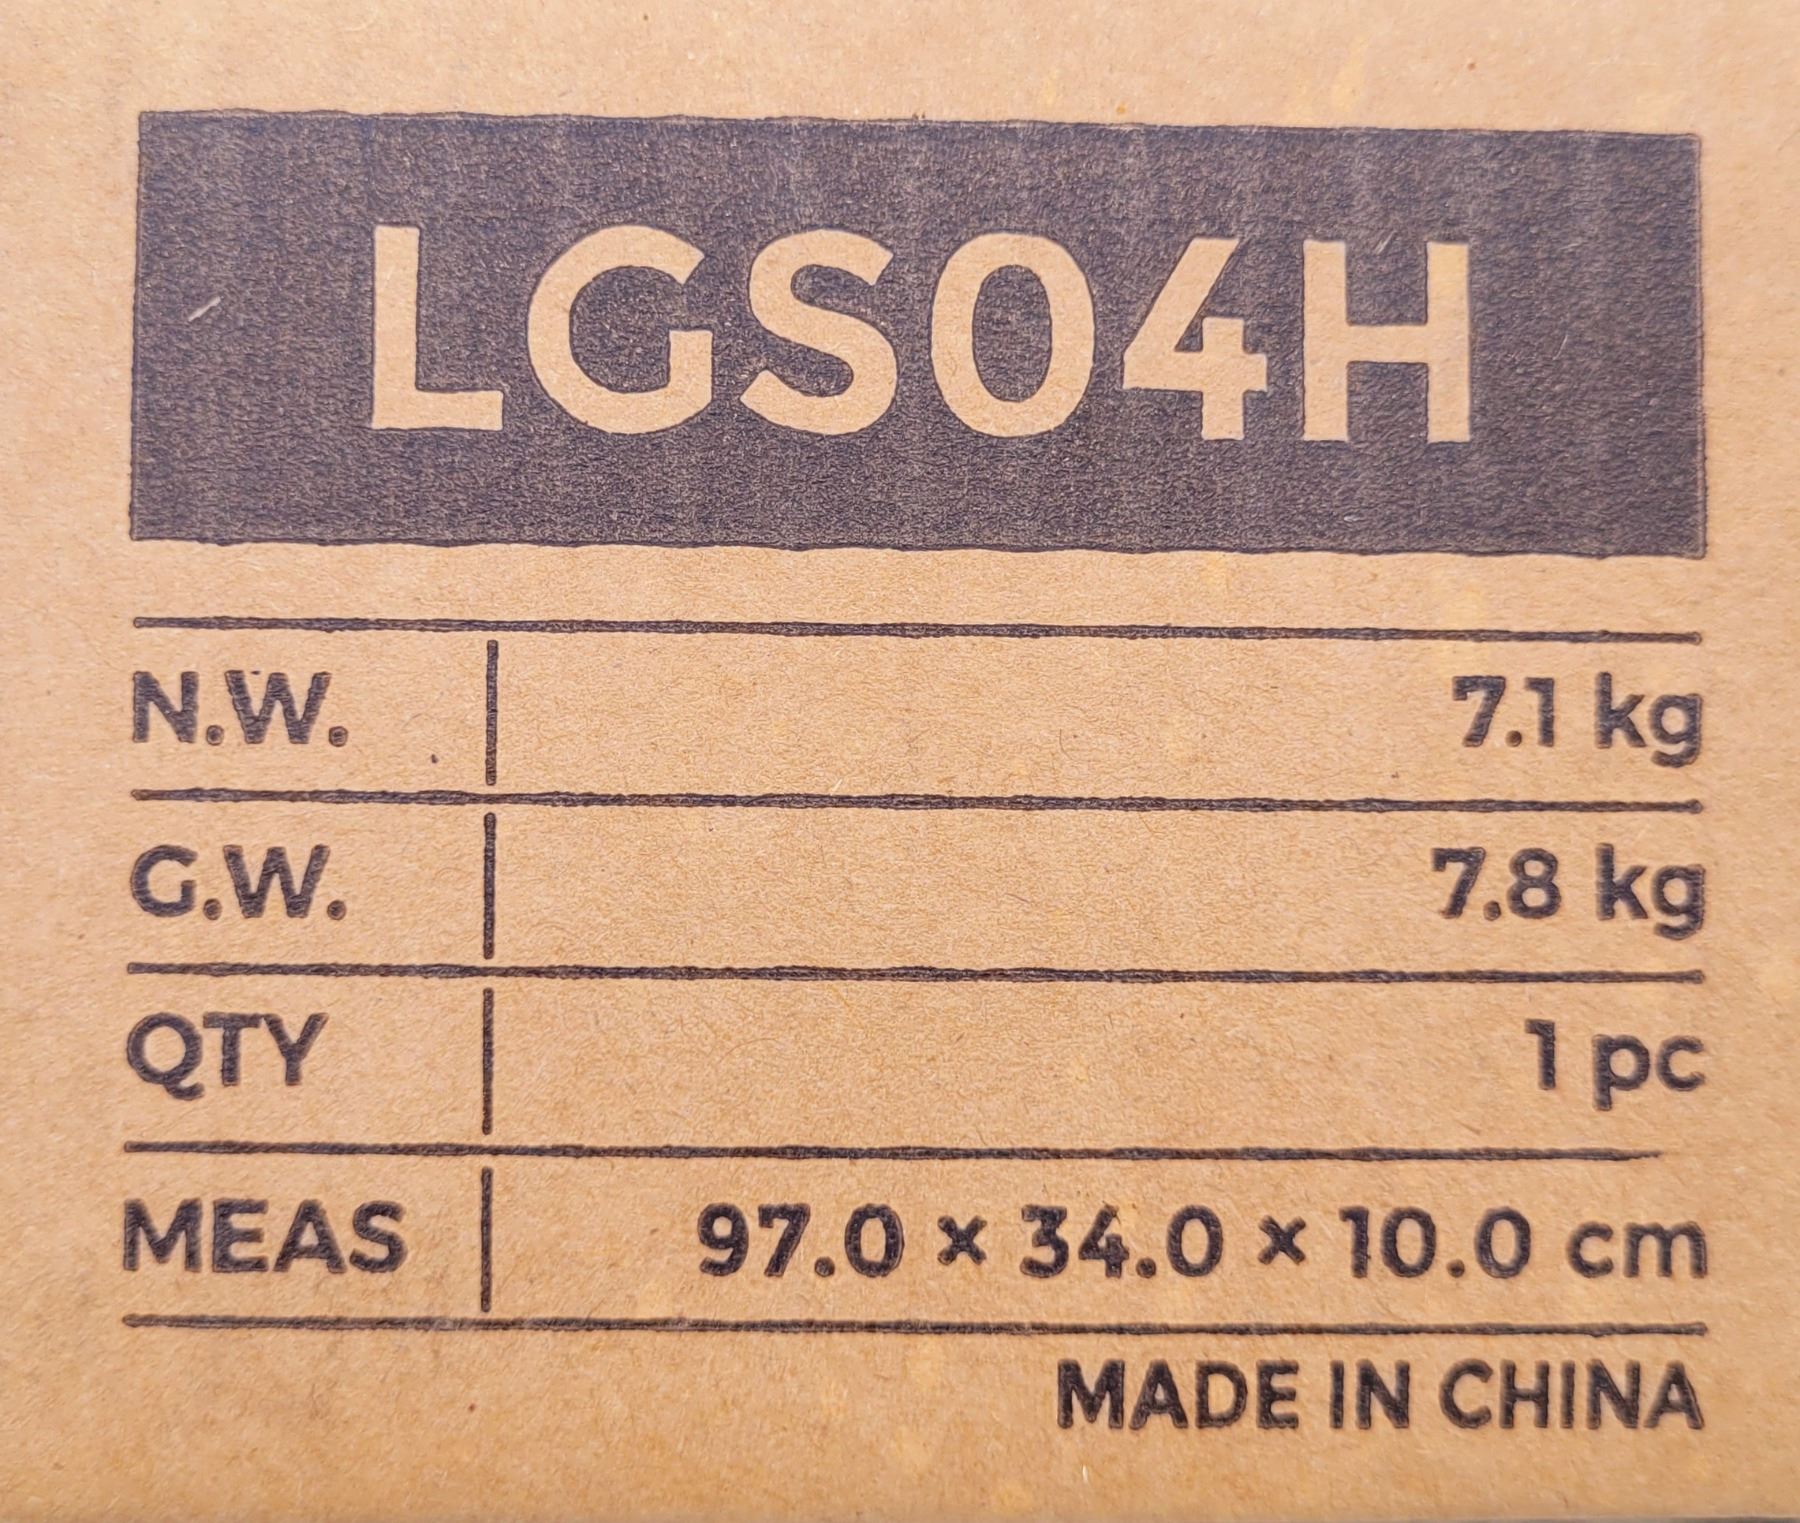 LGS04H
N.W. 7.1 kg
G.W. 7.8 kg
QTY 1 pc
MEAS 97.0 × 34.0 × 10.0 cm
MADE IN CHINA